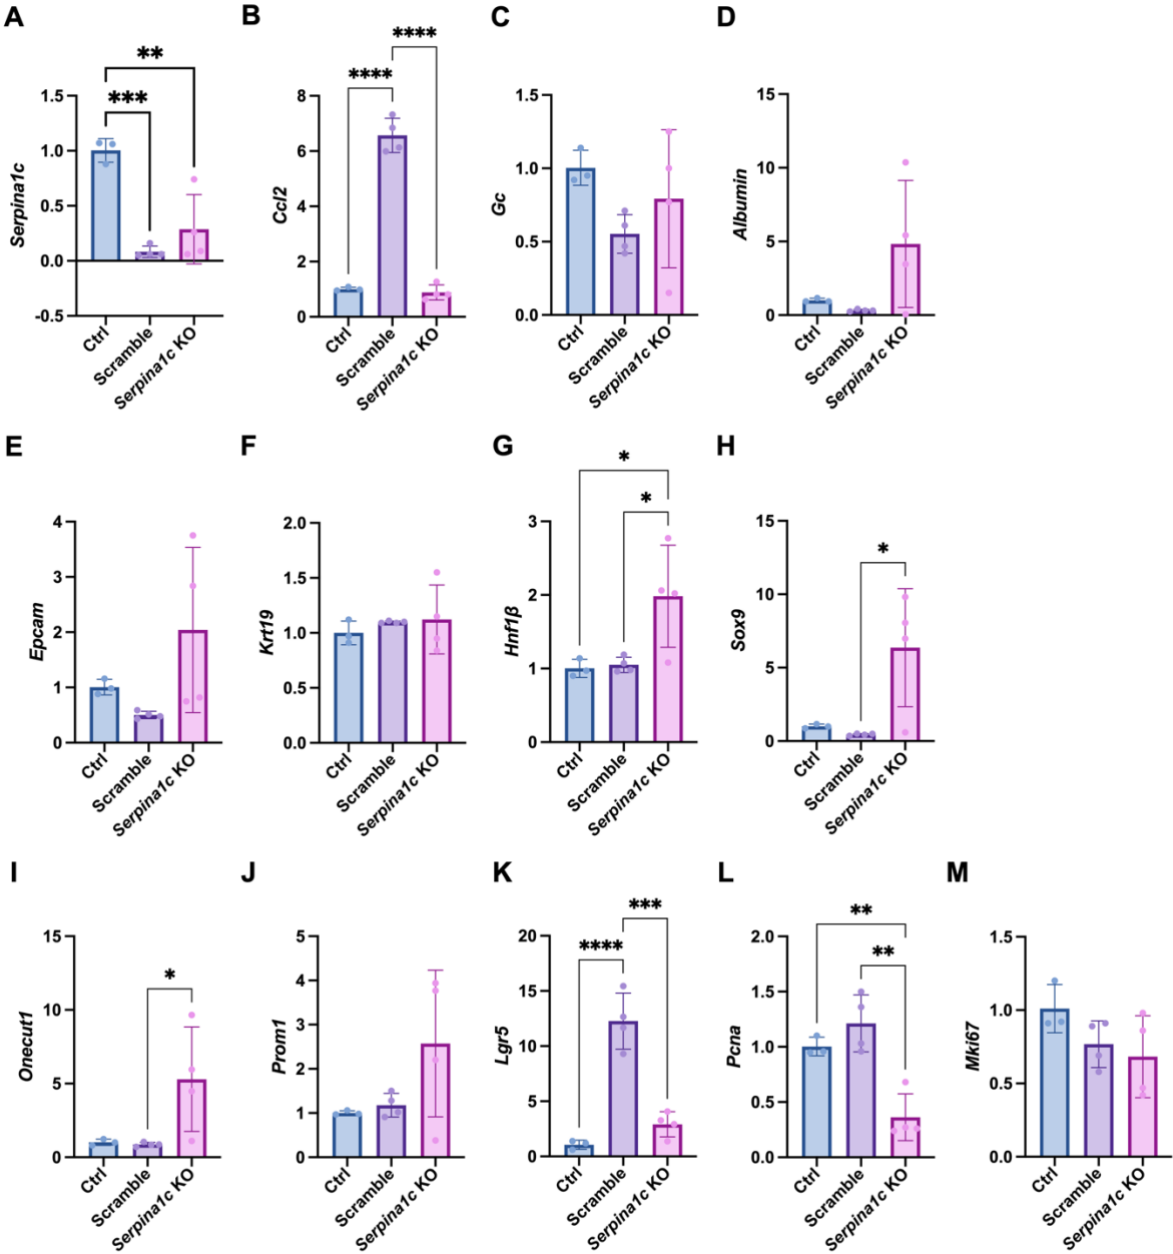 A
B
C
D
**
***
Serpina1c
1.5
1.0
0.5
0.0
-0.5
Ctrl
Scramble
Serpina1c KO
****
****
Ccl2
8
6
4
2
0
Ctrl
Scramble
Serpina1c KO
Gc
1.5
1.0
0.5
0.0
Ctrl
Scramble
Serpina1c KO
Albumin
15
10
5
0
Ctrl
Scramble
Serpina1c KO
E
F
G
H
Epcam
4
3
2
1
0
Ctrl
Scramble
Serpina1c KO
Krt19
2.0
1.5
1.0
0.5
0.0
Ctrl
Scramble
Serpina1c KO
*
*
Hnf1β
3
2
1
0
Ctrl
Scramble
Serpina1c KO
*
Sox9
15
10
5
0
Ctrl
Scramble
Serpina1c KO
I
J
K
L
M
*
Onecut1
15
10
5
0
Ctrl
Scramble
Serpina1c KO
Prom1
5
4
3
2
1
0
Ctrl
Scramble
Serpina1c KO
***
****
Lgr5
20
15
10
5
0
Ctrl
Scramble
Serpina1c KO
**
**
Pcna
2.0
1.5
1.0
0.5
0.0
Ctrl
Scramble
Serpina1c KO
Mki67
1.5
1.0
0.5
0.0
Ctrl
Scramble
Serpina1c KO